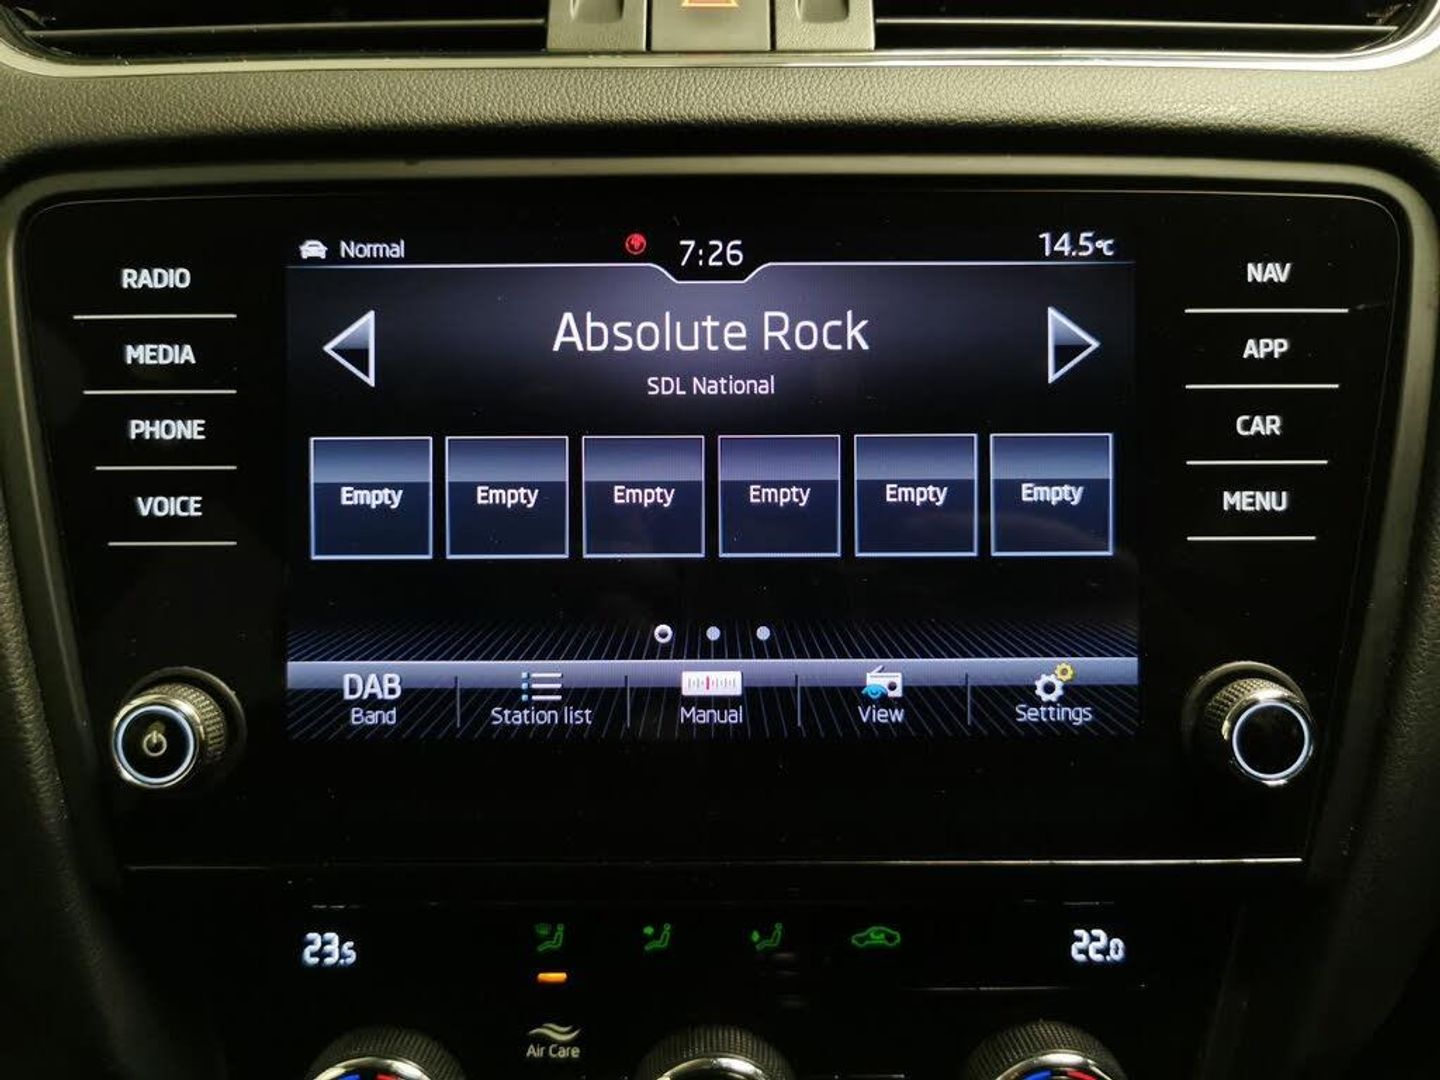 Normal 7:26 14.5°C
RADIO NAV
Absolute Rock
MEDIA APP
SDL National
PHONE CAR
Empty Empty Empty Empty Empty Empty
VOICE MENU
DAB
Band Station list Manual View Settings
23.5 22.0
Air Care